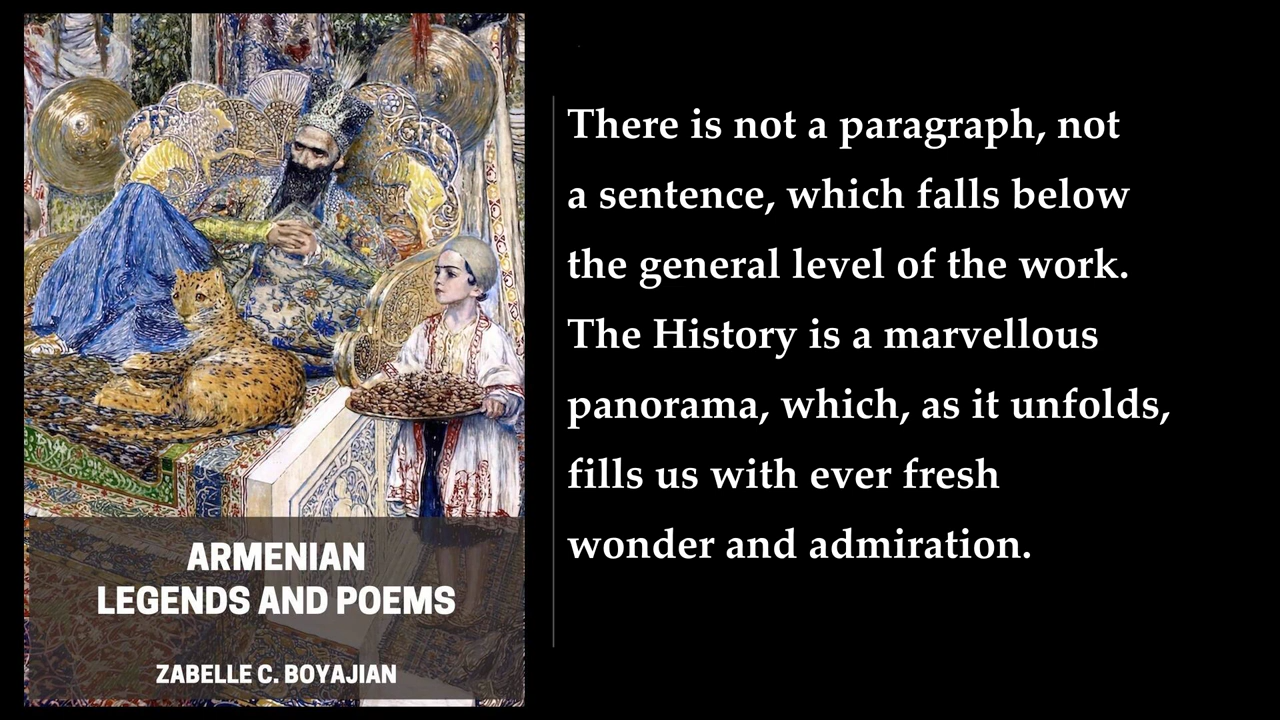 ARMENIAN
LEGENDS AND POEMS
ZABELLE C. BOYAJIAN
There is not a paragraph, not
a sentence, which falls below
the general level of the work.
The History is a marvellous
panorama, which, as it unfolds,
fills us with ever fresh
wonder and admiration.